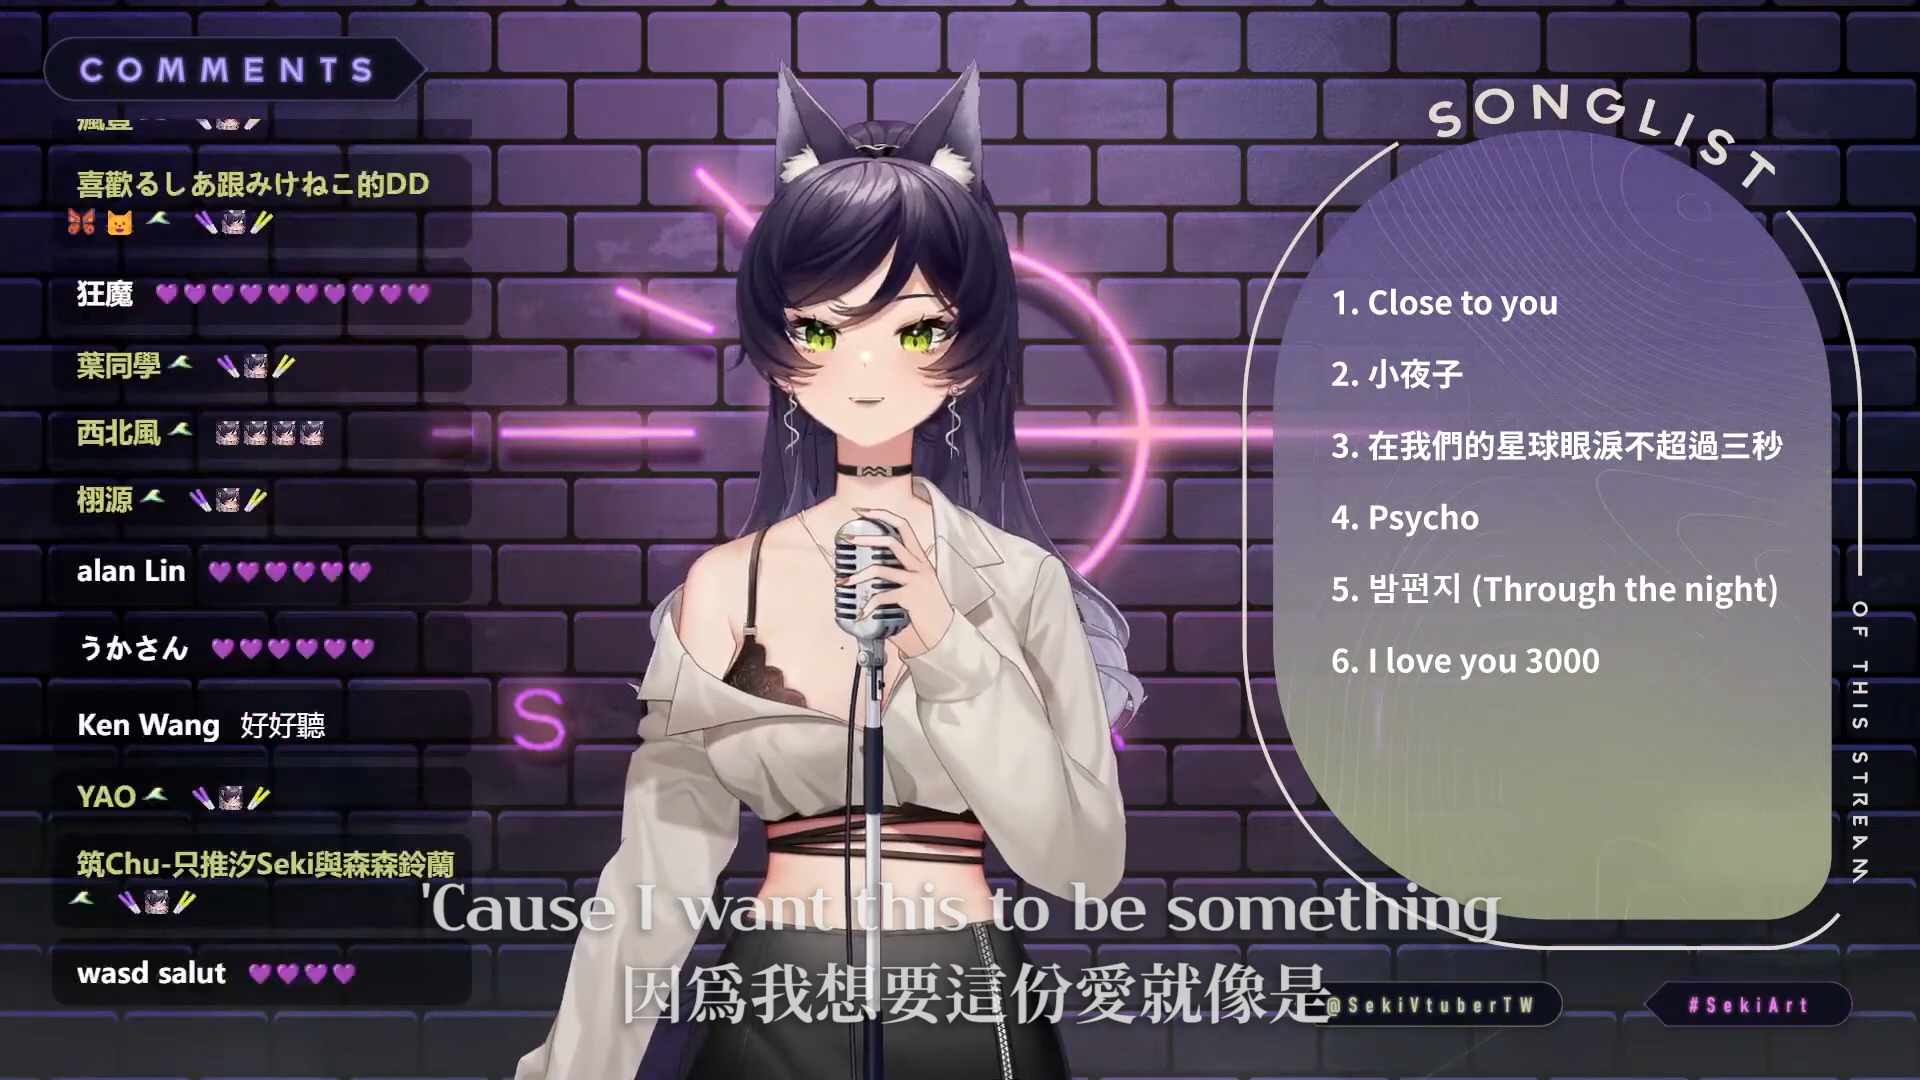 COMMENTS
喜歡るしあ跟みけねこ的DD
狂魔
葉同學
西北風
栩源
alan Lin
うかさん
Ken Wang 好好聽
YAO
筑Chu-只推汐Seki與森森鈴蘭
wasd salut
S
SONGLIST
1. Close to you
2. 小夜子
3. 在我們的星球眼淚不超過三秒
4. Psycho
5. 밤편지 (Through the night)
6. I love you 3000
OF THIS STREAM
'Cause I want this to be something
因爲我想要這份愛就像是
@SekiVtuberTW
#SekiArt